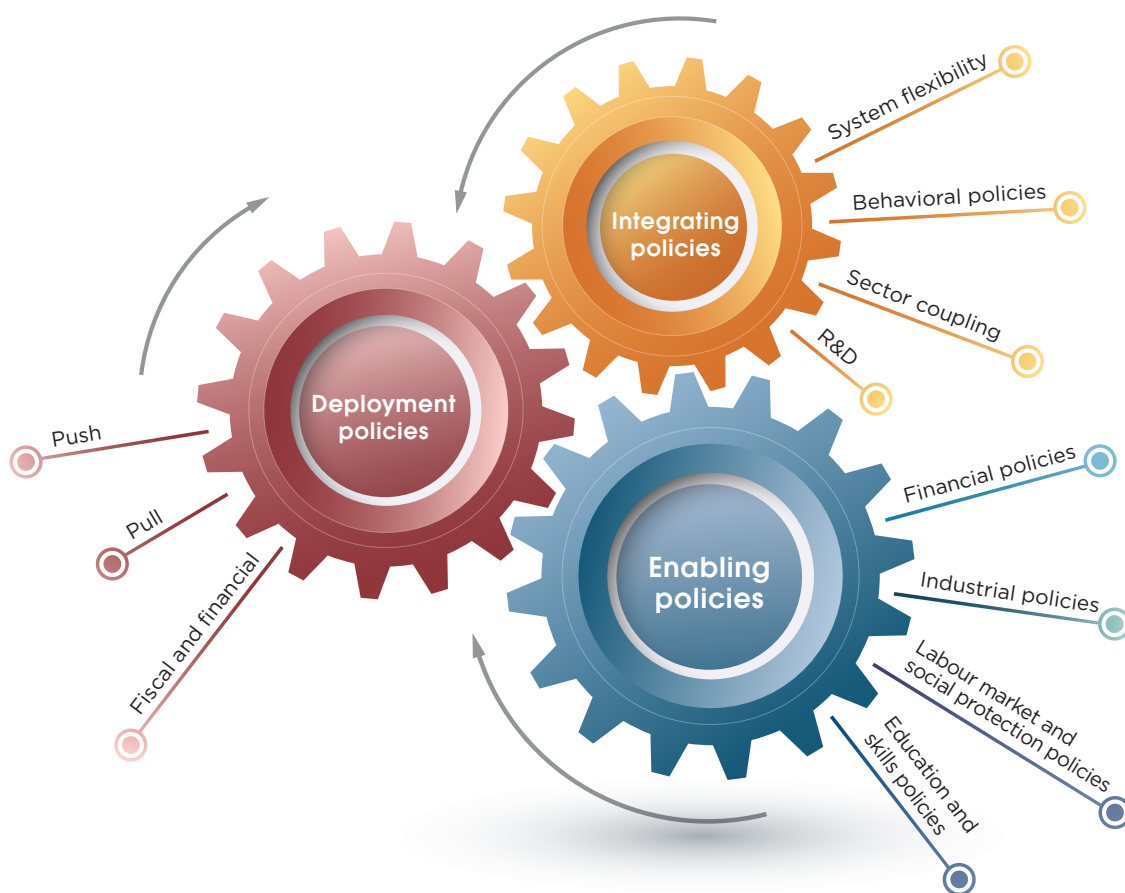 System flexibility
Behavioral policies
Sector coupling
R&D
Integrating
policies
Deployment
policies
Push
Pull
Fiscal and financial
Enabling
policies
Financial policies
Industrial policies
Labour market and
social protection policies
Education and
skills policies